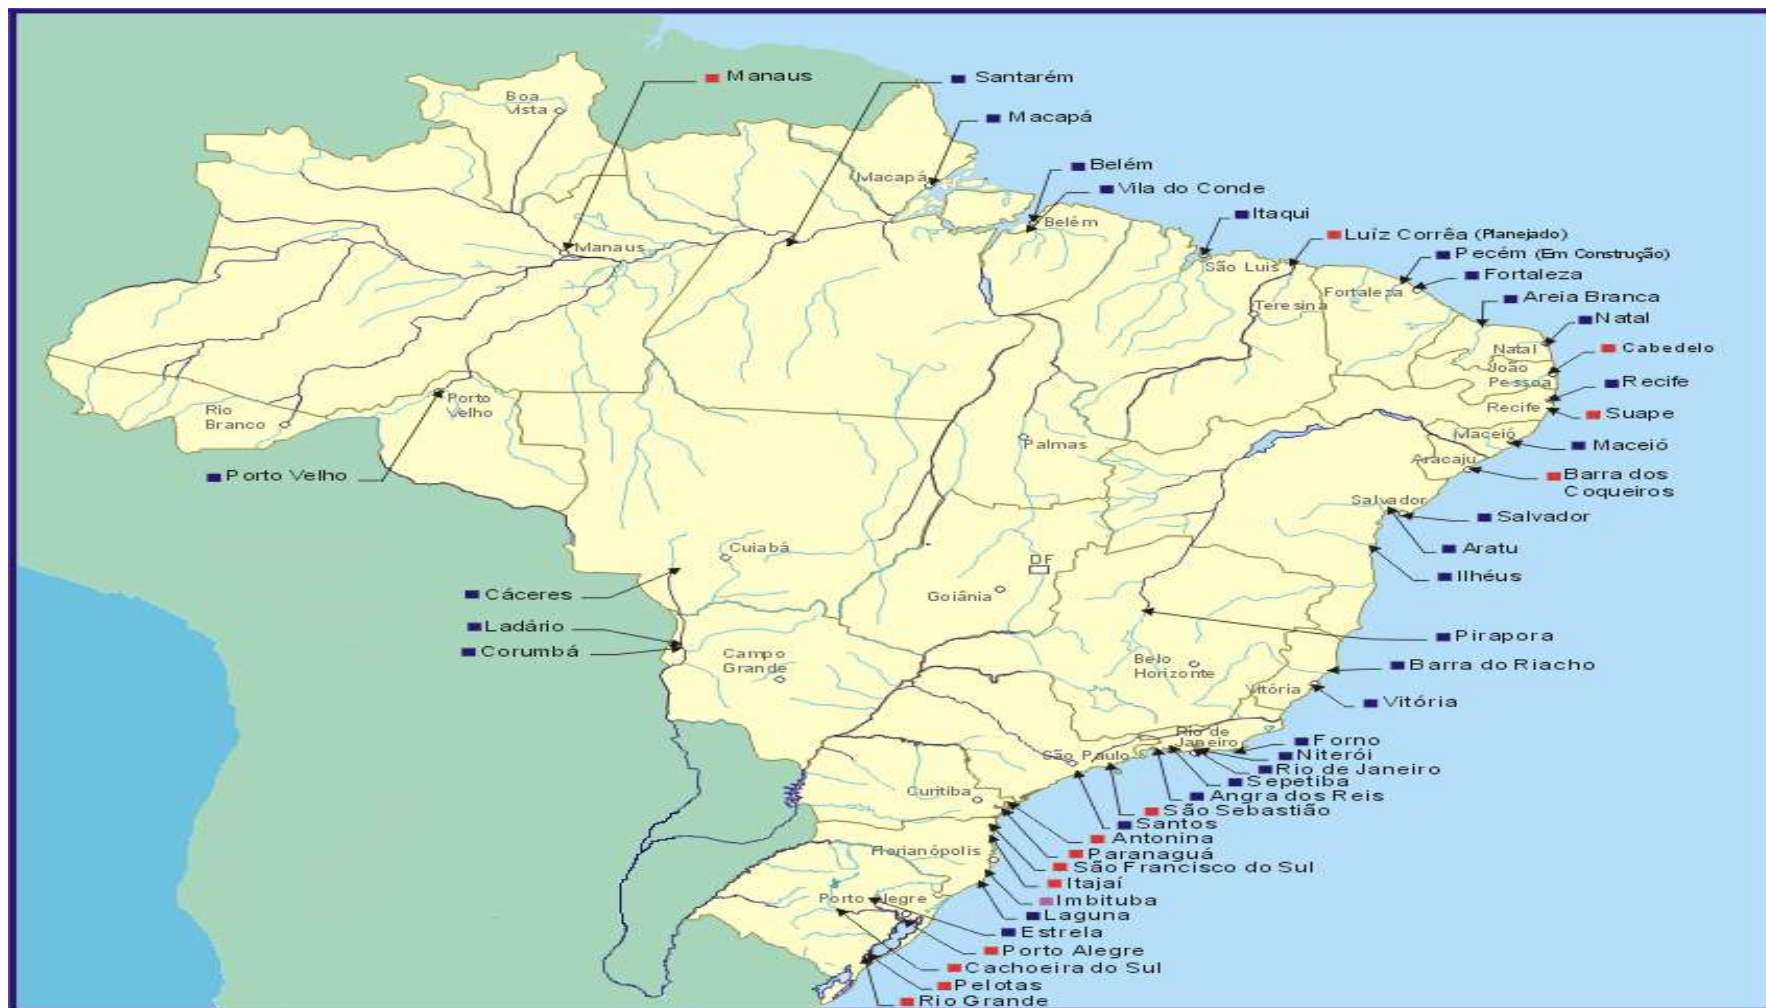 Manaus
Santarém
Macapá
Belém
Vila do Conde
Itaqui
Luíz Corrêa (Planejado)
Pecém (Em Construção)
Fortaleza
Areia Branca
Natal
Cabedelo
Recife
Suape
Maceió
Barra dos
Coqueiros
Salvador
Aratu
Ilhéus
Pirapora
Barra do Riacho
Vitória
Forno
Niterói
Rio de Janeiro
Sepetiba
Angra dos Reis
São Sebastião
Santos
Antonina
Paranaguá
São Francisco do Sul
Itajaí
Imbituba
Laguna
Estrela
Porto Alegre
Cachoeira do Sul
Pelotas
Rio Grande
Porto Velho
Cáceres
Ladário
Corumbá
Boa
Vista
Macapá
Manaus
Belém
São Luis
Fortaleza
Teresina
Natal
João
Pessoa
Recife
Maceió
Aracaju
Salvador
Porto
Velho
Rio
Branco
Palmas
Cuiabá
DF
Goiânia
Campo
Grande
Belo
Horizonte
Vitória
Rio de
Janeiro
São Paulo
Curitiba
Florianópolis
Porto Alegre